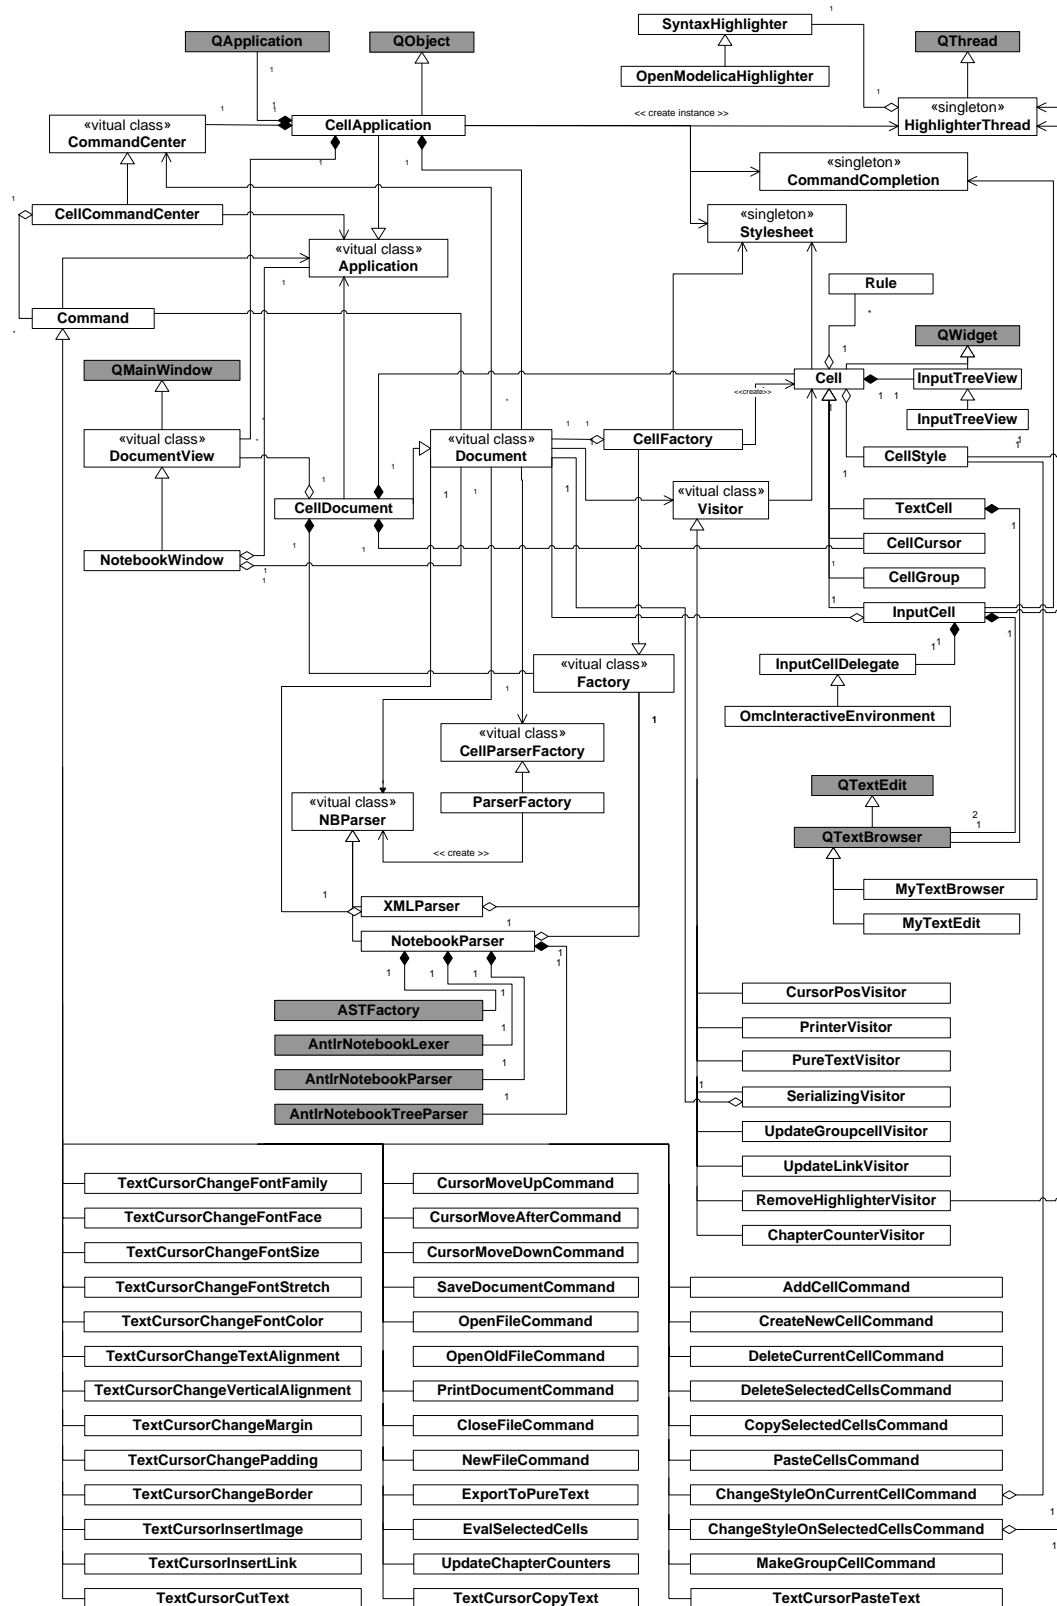 QApplication
QObject
SyntaxHighlighter
QThread
OpenModelicaHighlighter
«vitual class»
CommandCenter
CellApplication
<< create instance >>
«singleton»
HighlighterThread
«singleton»
CommandCompletion
CellCommandCenter
«singleton»
Stylesheet
«vitual class»
Application
Rule
Command
QWidget
QMainWindow
Cell
InputTreeView
<<create>>
InputTreeView
«vitual class»
DocumentView
«vitual class»
Document
CellFactory
CellStyle
CellDocument
«vitual class»
Visitor
TextCell
CellCursor
NotebookWindow
CellGroup
InputCell
«vitual class»
Factory
InputCellDelegate
OmcInteractiveEnvironment
«vitual class»
CellParserFactory
QTextEdit
«vitual class»
NBParser
ParserFactory
QTextBrowser
<< create >>
MyTextBrowser
XMLParser
MyTextEdit
NotebookParser
CursorPosVisitor
ASTFactory
PrinterVisitor
AntlrNotebookLexer
PureTextVisitor
AntlrNotebookParser
SerializingVisitor
AntlrNotebookTreeParser
UpdateGroupcellVisitor
UpdateLinkVisitor
RemoveHighlighterVisitor
ChapterCounterVisitor
TextCursorChangeFontFamily
TextCursorChangeFontFace
TextCursorChangeFontSize
TextCursorChangeFontStretch
TextCursorChangeFontColor
TextCursorChangeTextAlignment
TextCursorChangeVerticalAlignment
TextCursorChangeMargin
TextCursorChangePadding
TextCursorChangeBorder
TextCursorInsertImage
TextCursorInsertLink
TextCursorCutText
CursorMoveUpCommand
CursorMoveAfterCommand
CursorMoveDownCommand
SaveDocumentCommand
OpenFileCommand
OpenOldFileCommand
PrintDocumentCommand
CloseFileCommand
NewFileCommand
ExportToPureText
EvalSelectedCells
UpdateChapterCounters
TextCursorCopyText
AddCellCommand
CreateNewCellCommand
DeleteCurrentCellCommand
DeleteSelectedCellsCommand
CopySelectedCellsCommand
PasteCellsCommand
ChangeStyleOnCurrentCellCommand
ChangeStyleOnSelectedCellsCommand
MakeGroupCellCommand
TextCursorPasteText